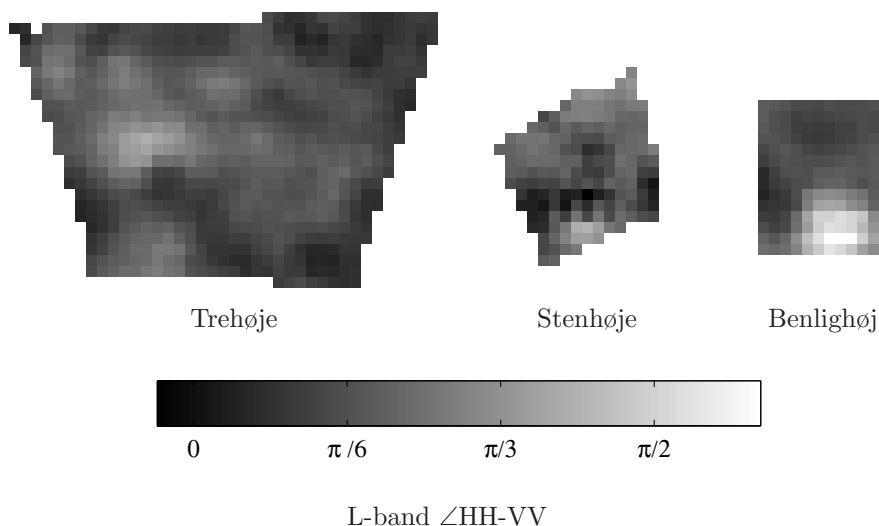 Trehøje Stenhøje Benlighøj
0 π/6 π/3 π/2
L-band ∠HH-VV